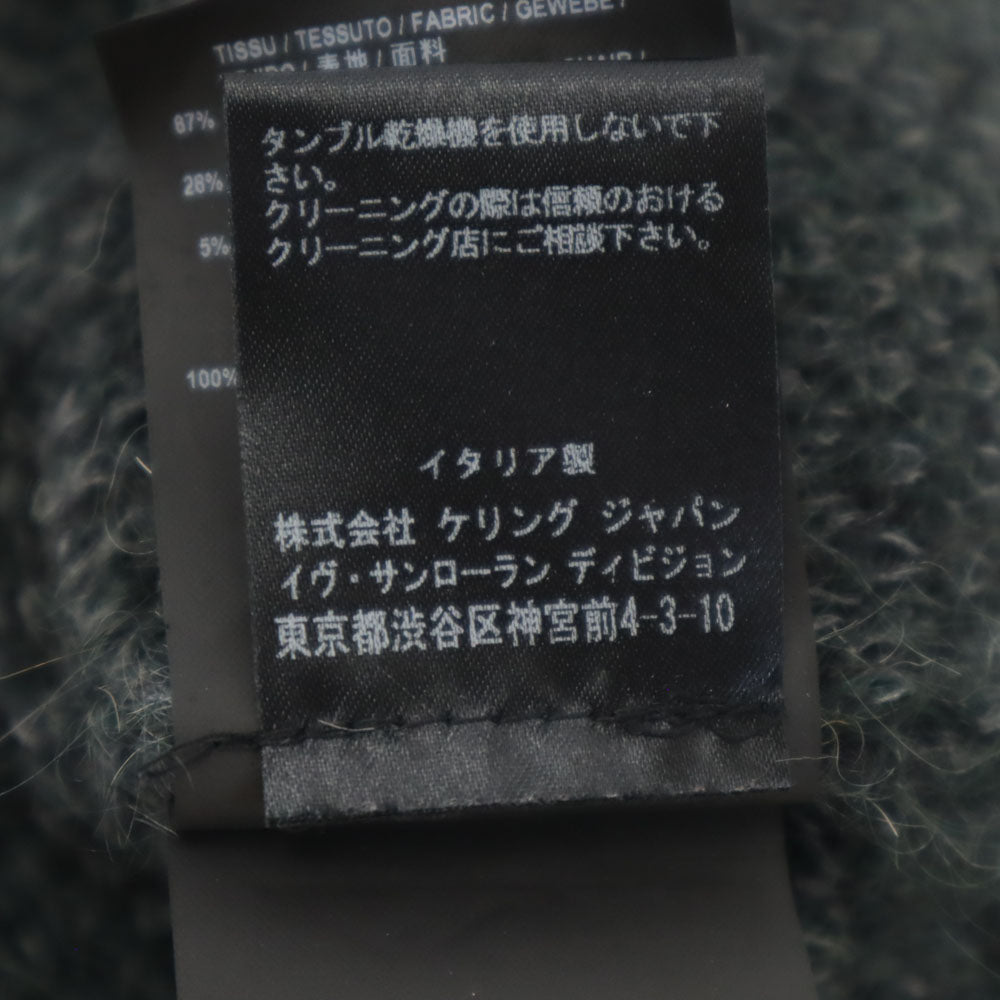 TISSU / TESSUTO / FABRIC / GEWEBE /
/ 表地 / 面料
67%
28%
5%
100%
タンブル乾燥機を使用しないで下
さい。
クリーニングの際は信頼のおける
クリーニング店にご相談下さい。
イタリア製
株式会社 ケリング ジャパン
イヴ・サンローラン ディビジョン
東京都渋谷区神宮前4-3-10